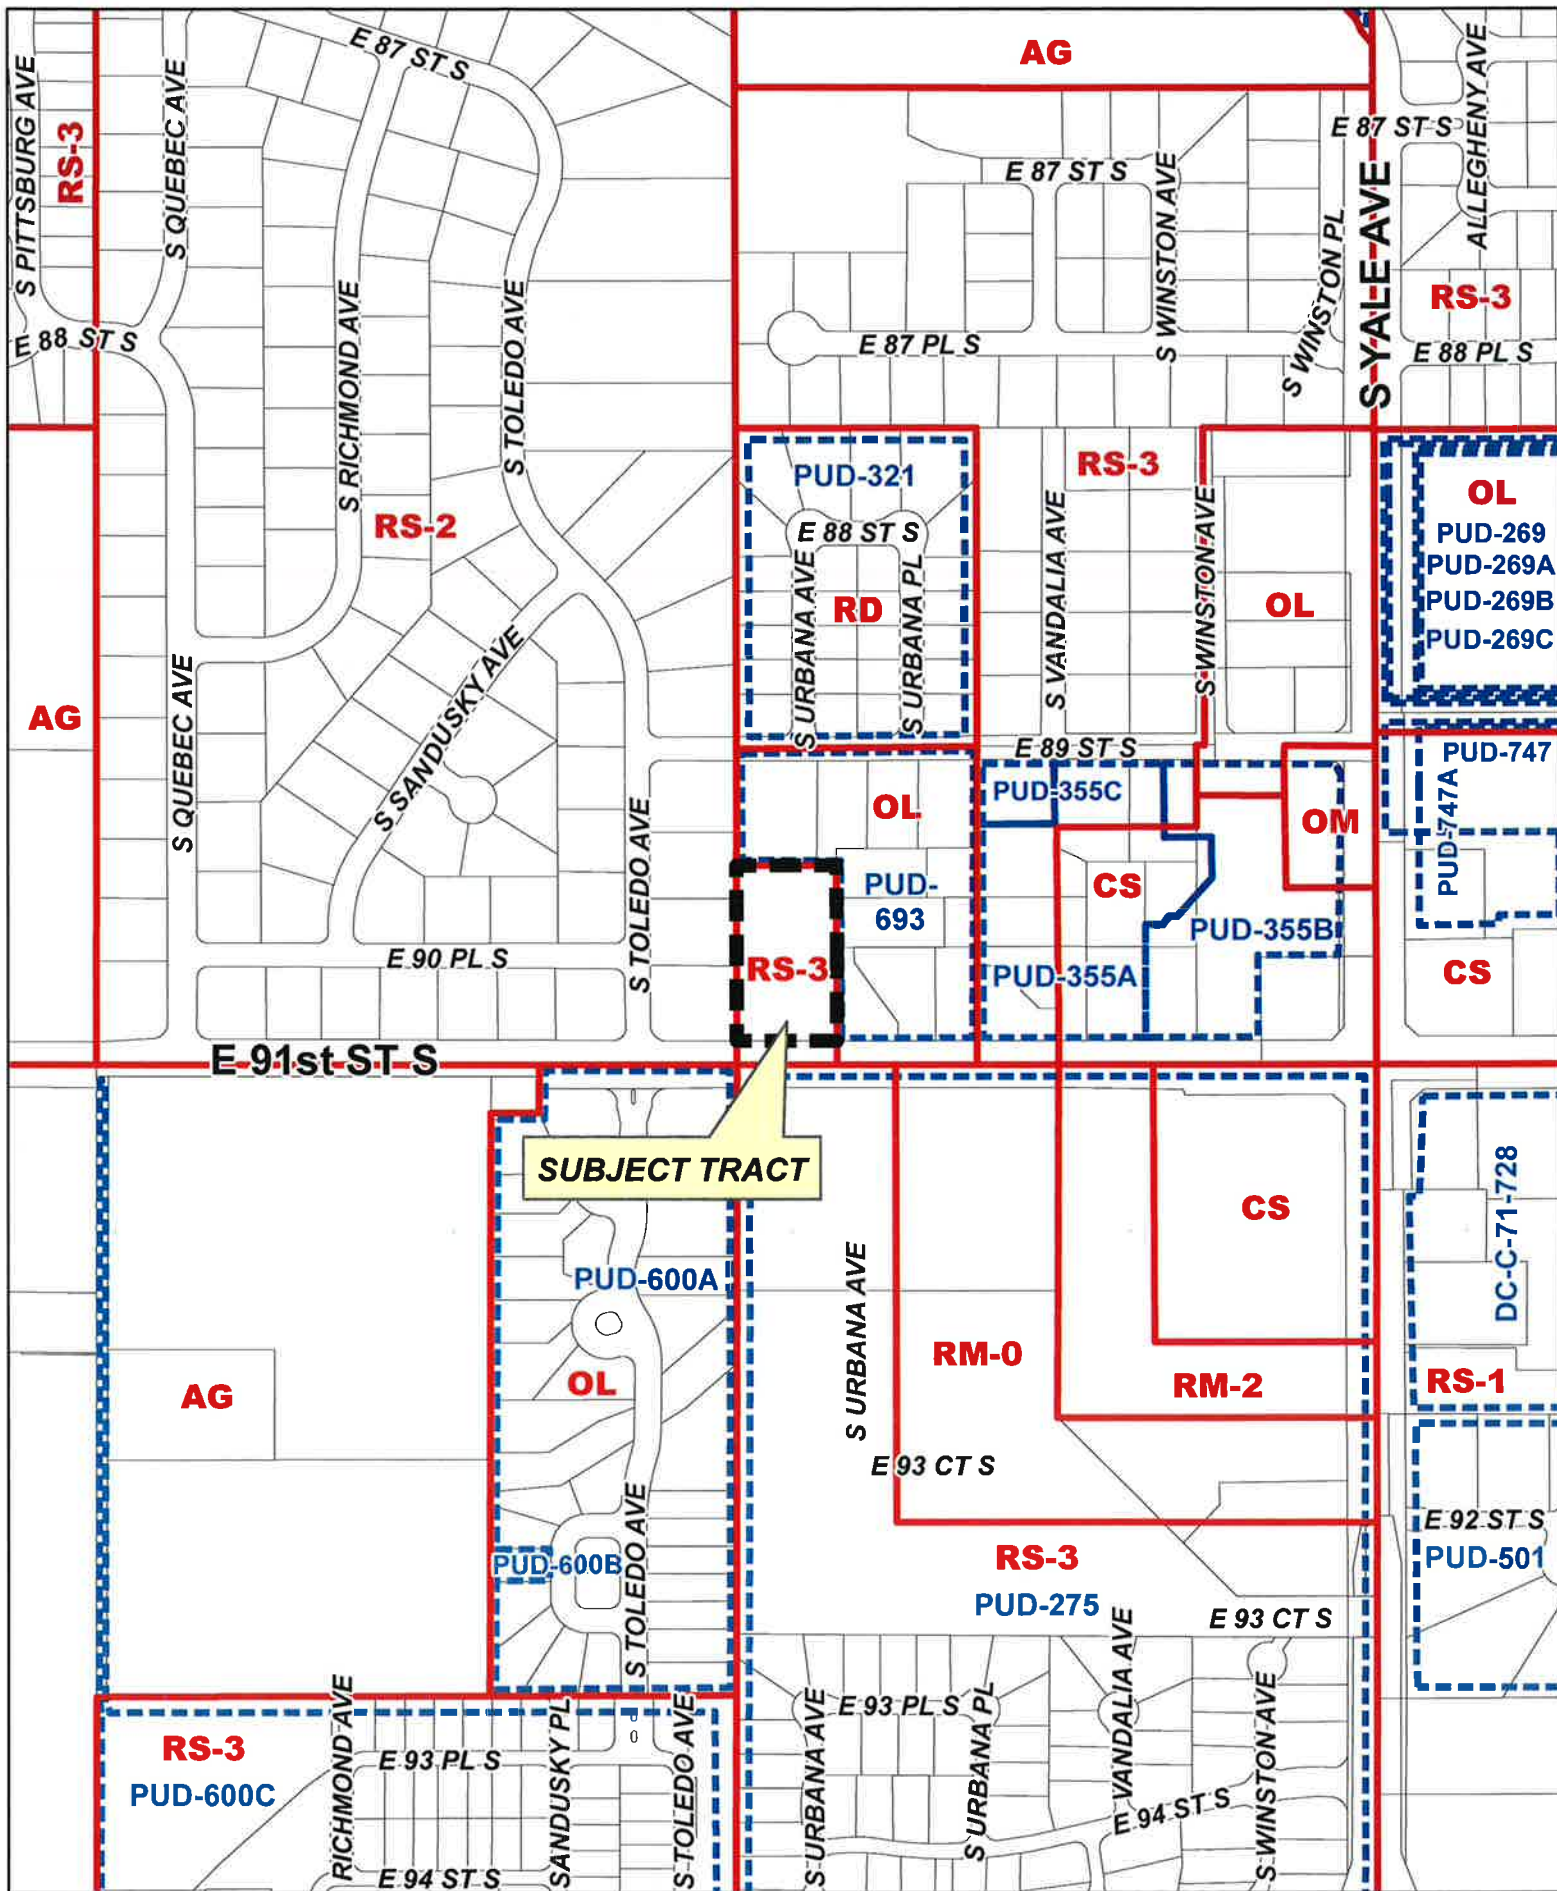 AG
E 87 ST S
S PITTSBURG AVE
RS-3
S QUEBEC AVE
ALLEGHENY AVE
E 87 ST S
E 87 ST S
S WINSTON AVE
S YALE AVE
S WINSTON PL
RS-3
S RICHMOND AVE
S TOLEDO AVE
E 88 ST S
E 87 PL S
E 88 PL S
RS-2
PUD-321
E 88 ST S
S URBANA AVE
RD
S URBANA PL
RS-3
S VANDALIA AVE
S WINSTON AVE
OL
OL
PUD-269
PUD-269A
PUD-269B
PUD-269C
AG
S QUEBEC AVE
S SANDUSKY AVE
S TOLEDO AVE
E 89 ST S
PUD-747
PUD-747A
OL
PUD-355C
OM
CS
PUD-
693
PUD-355B
PUD-355A
CS
E 90 PL S
RS-3
E 91st ST S
SUBJECT TRACT
CS
DC-C-71-728
PUD-600A
S URBANA AVE
RM-0
RM-2
RS-1
AG
OL
E 93 CT S
S TOLEDO AVE
E 92 ST S
PUD-501
PUD-600B
RS-3
PUD-275
E 93 CT S
VANDALIA AVE
RS-3
PUD-600C
RICHMOND AVE
E 93 PL S
SANDUSKY PL
S TOLEDO AVE
E 93 PL S
S URBANA AVE
S URBANA PL
S WINSTON AVE
E 94 ST S
E 94 ST S